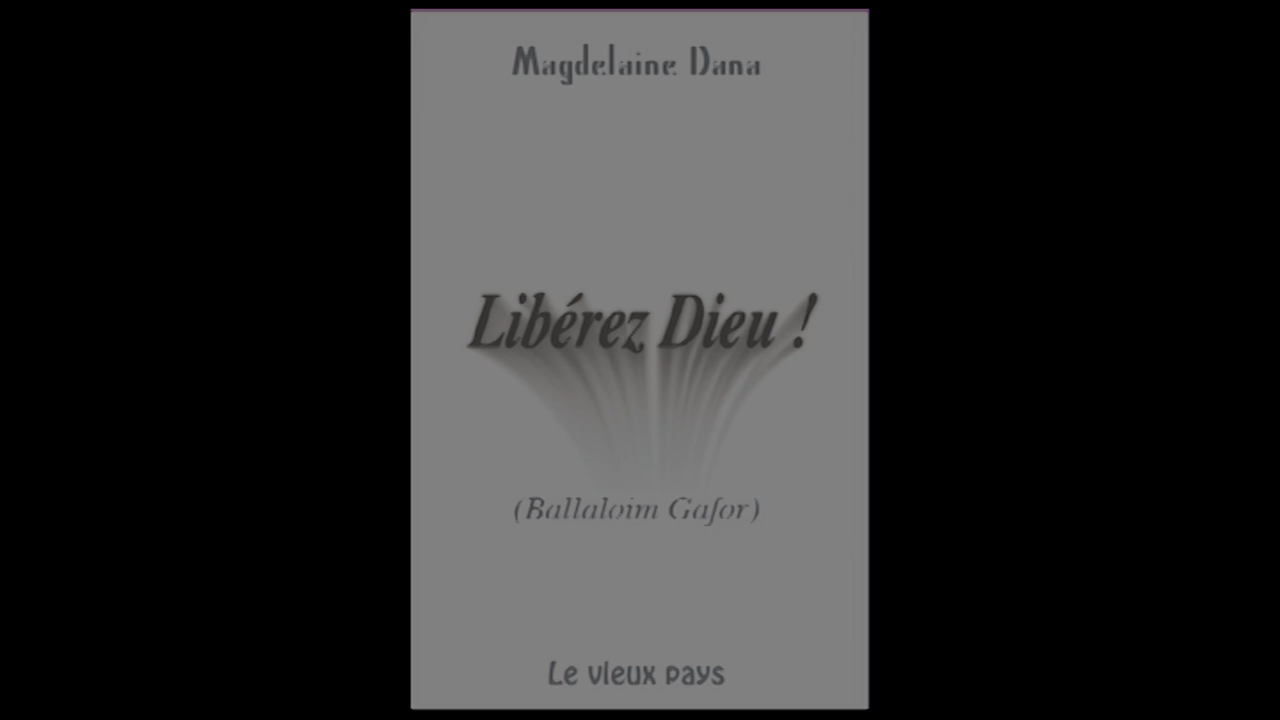 Magdelaine Dana
Libérez Dieu !
(Ballaloim Gafor)
Le vieux pays